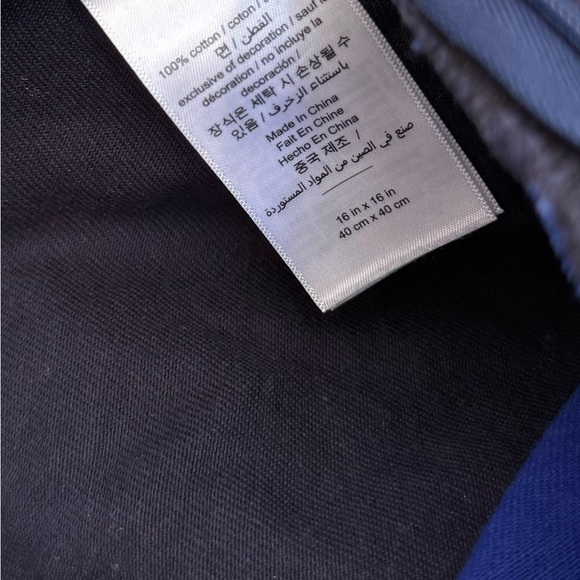 100% cotton / coton /
القطن / 면
exclusive of decoration / sauf
décoration / no incluye la
decoración /
장식은 세탁 시 손상될 수
있음 / باستثناء الزخرف /
Made in China
Fait En Chine
Hecho En China
중국 제조 /
صنع في الصين من المواد المستوردة
16 in x 16 in
40 cm x 40 cm